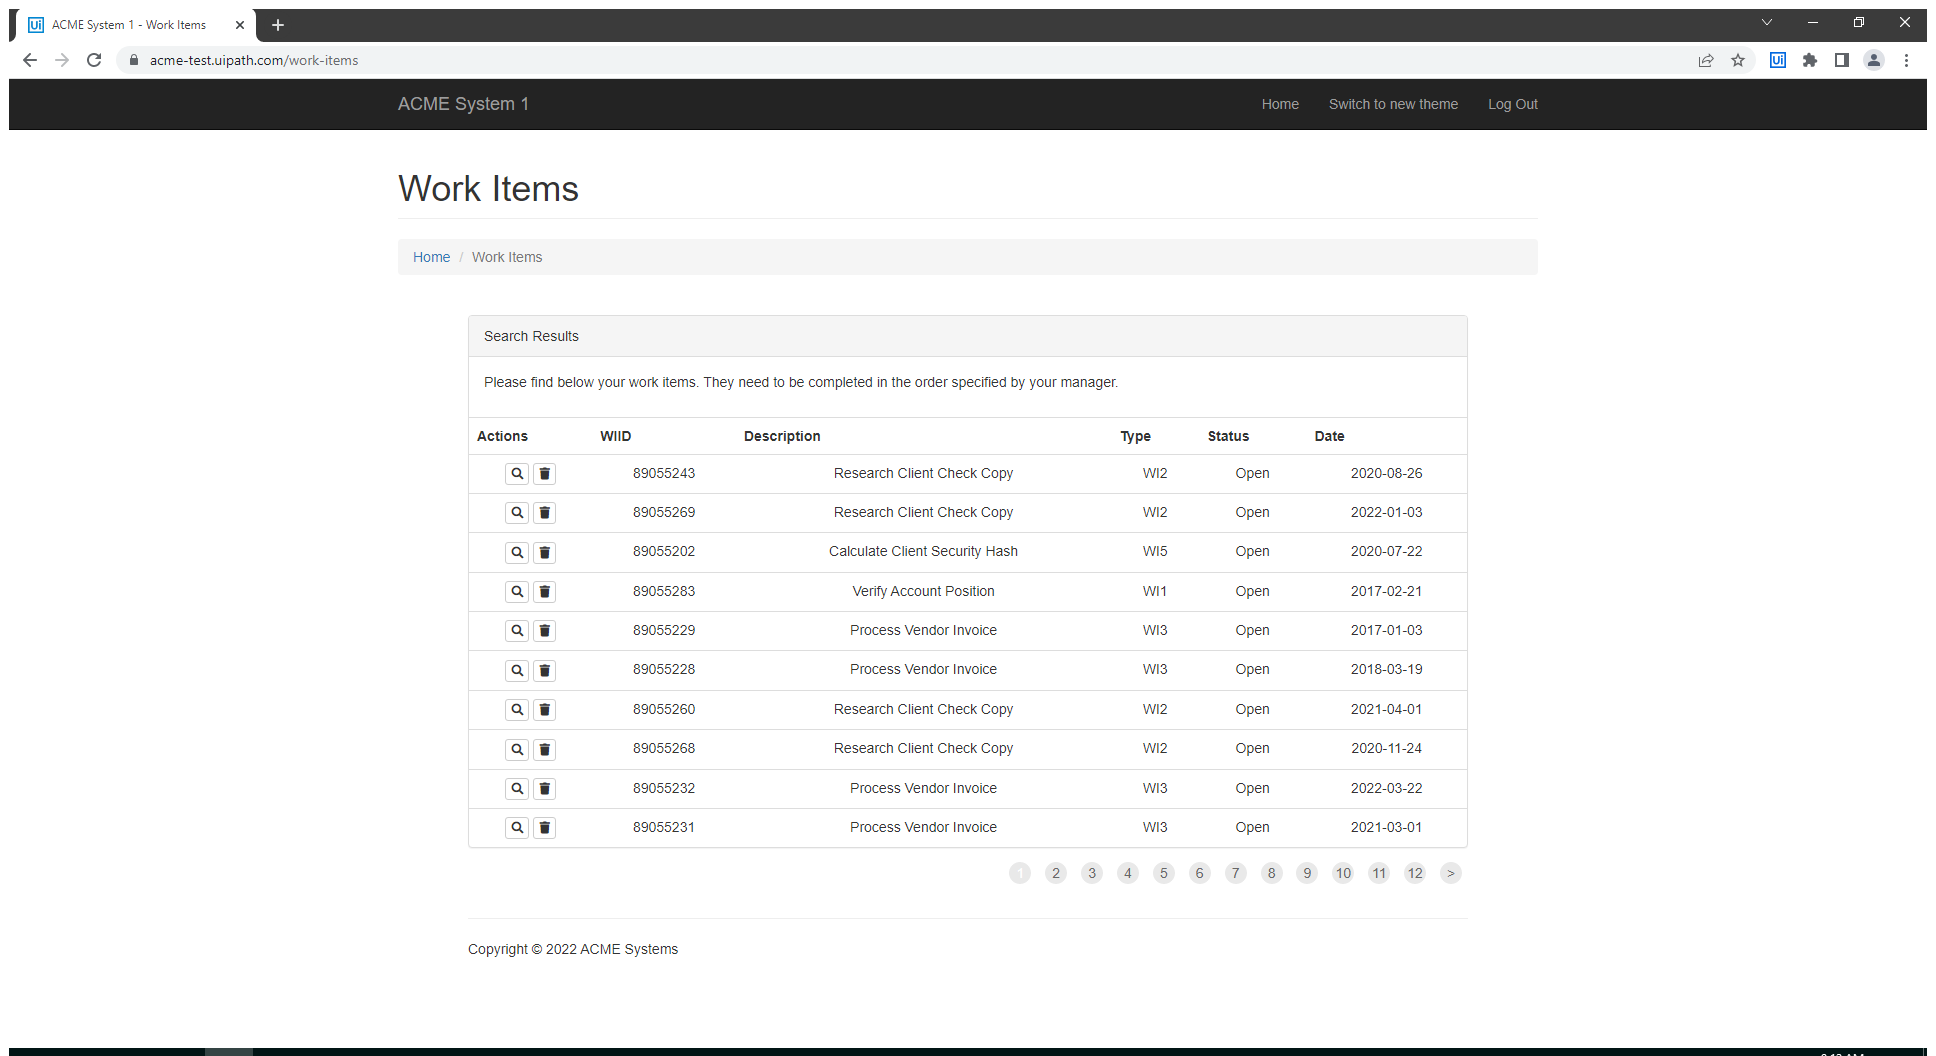 ACME System 1 - Work Items
acme-test.uipath.com/work-items
Ui
ACME System 1 Home Switch to new theme Log Out
Work Items
Home / Work Items
Search Results
Please find below your work items. They need to be completed in the order specified by your manager.
Actions WIID Description Type Status Date
89055243 Research Client Check Copy WI2 Open 2020-08-26
89055269 Research Client Check Copy WI2 Open 2022-01-03
89055202 Calculate Client Security Hash WI5 Open 2020-07-22
89055283 Verify Account Position WI1 Open 2017-02-21
89055229 Process Vendor Invoice WI3 Open 2017-01-03
89055228 Process Vendor Invoice WI3 Open 2018-03-19
89055260 Research Client Check Copy WI2 Open 2021-04-01
89055268 Research Client Check Copy WI2 Open 2020-11-24
89055232 Process Vendor Invoice WI3 Open 2022-03-22
89055231 Process Vendor Invoice WI3 Open 2021-03-01
1 2 3 4 5 6 7 8 9 10 11 12 >
Copyright © 2022 ACME Systems